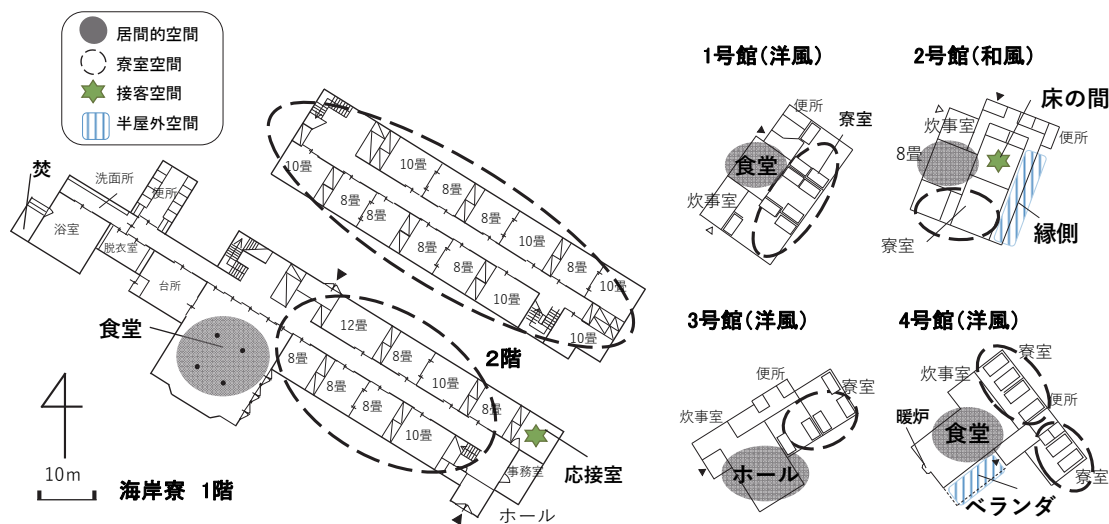 居間的空間
寮室空間
接客空間
半屋外空間
焚
洗面所
便所
浴室
脱衣室
台所
食堂
10畳
10畳
8畳
8畳
8畳
8畳
10畳
8畳
8畳
8畳
10畳
10畳
10畳
2階
12畳
8畳
8畳
8畳
10畳
8畳
8畳
10畳
事務室
応接室
ホール
10m
海岸寮 1階
1号館(洋風)
便所
寮室
食堂
炊事室
2号館(和風)
床の間
炊事室
便所
8畳
寮室
縁側
3号館(洋風)
便所
寮室
炊事室
ホール
4号館(洋風)
寮室
炊事室
便所
暖炉
食堂
寮室
ベランダ